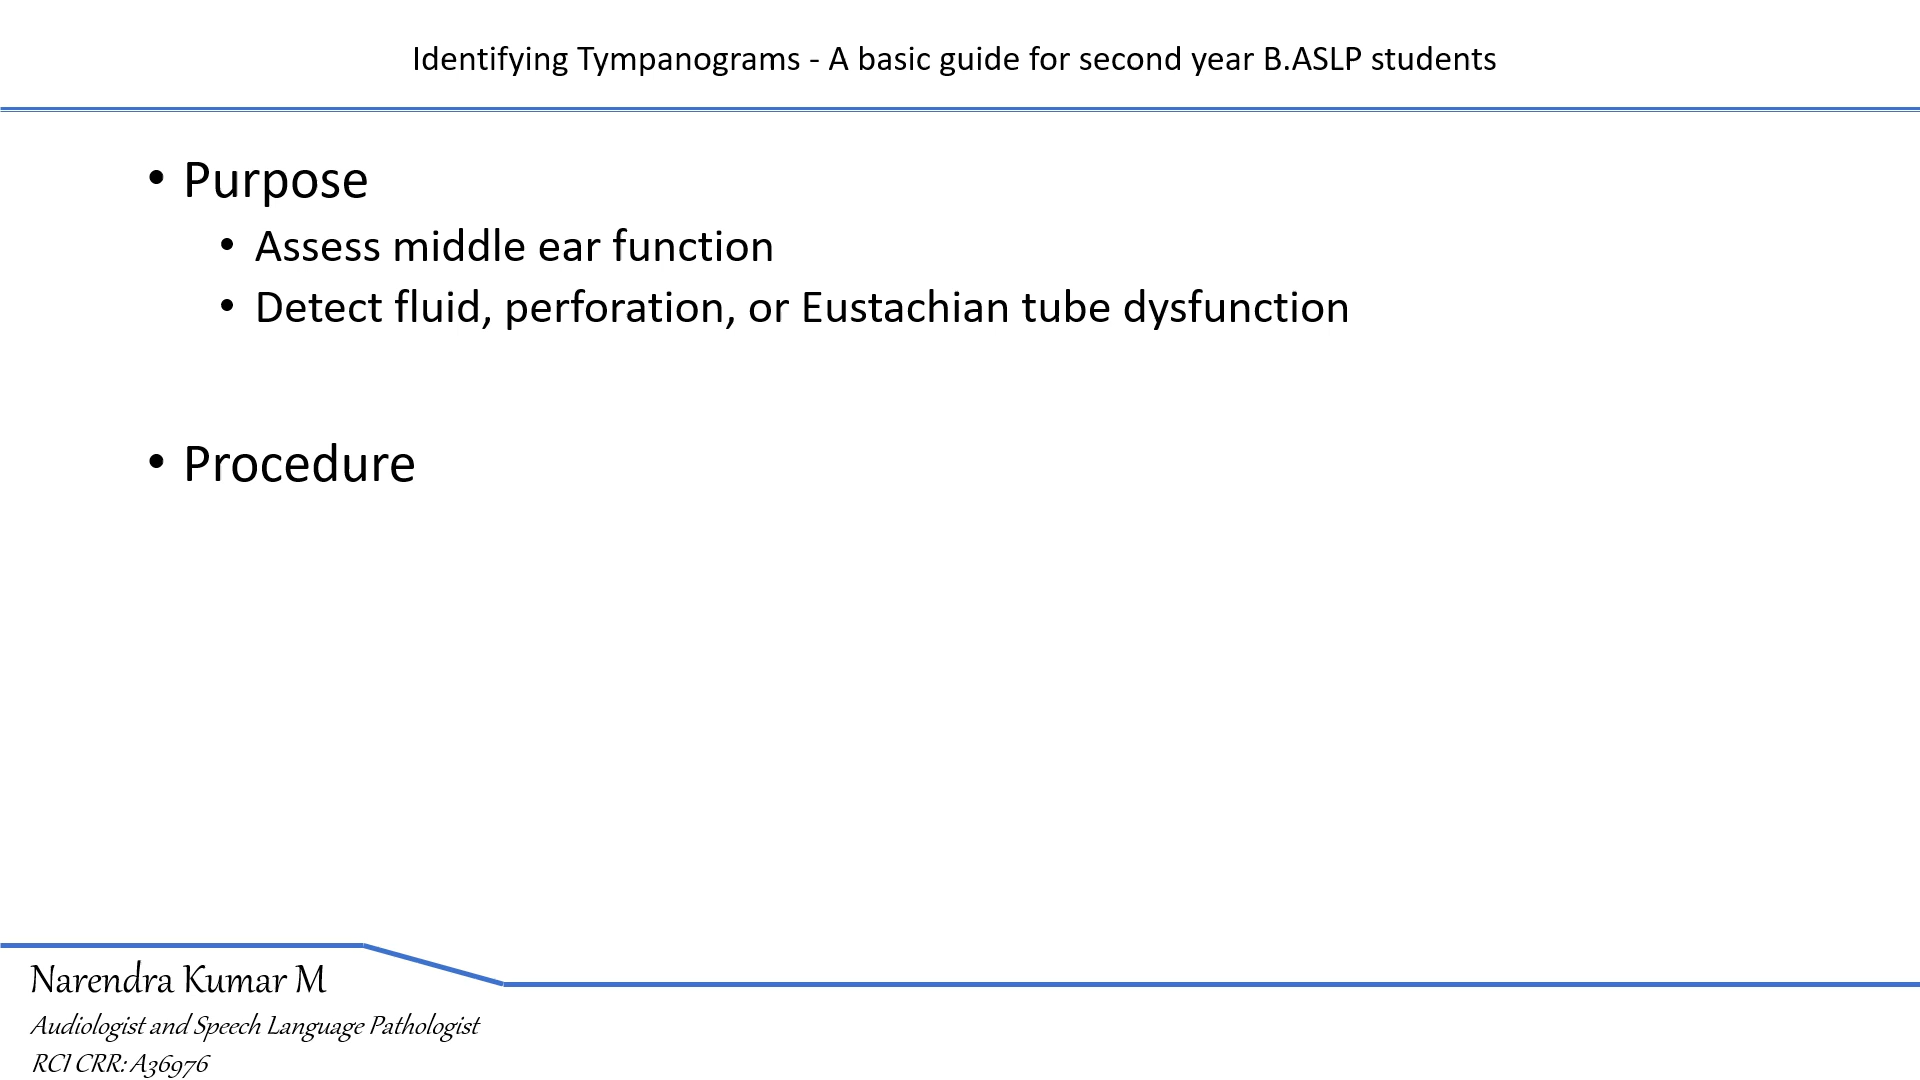 Identifying Tympanograms - A basic guide for second year B.ASLP students
• Purpose
• Assess middle ear function
• Detect fluid, perforation, or Eustachian tube dysfunction
• Procedure
Narendra Kumar M
Audiologist and Speech Language Pathologist
RCI CRR: A36976